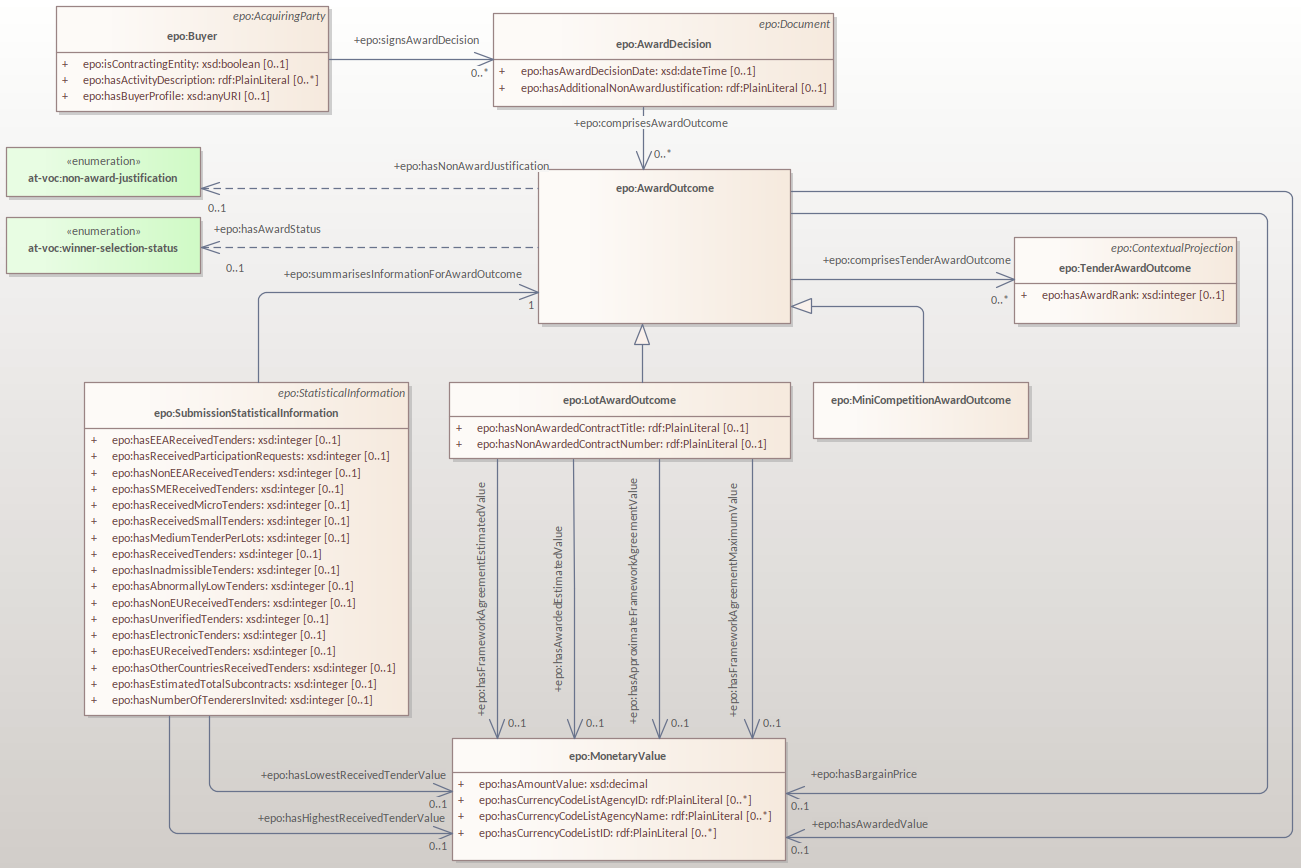 epo:AcquiringParty
epo:Buyer
+ epo:isContractingEntity: xsd:boolean [0..1]
+ epo:hasActivityDescription: rdf:PlainLiteral [0..*]
+ epo:hasBuyerProfile: xsd:anyURI [0..1]
+epo:signsAwardDecision
0..*
epo:Document
epo:AwardDecision
+ epo:hasAwardDecisionDate: xsd:dateTime [0..1]
+ epo:hasAdditionalNonAwardJustification: rdf:PlainLiteral [0..1]
+epo:comprisesAwardOutcome
0..*
«enumeration»
at-voc:non-award-justification
+epo:hasNonAwardJustification
0..1
«enumeration»
at-voc:winner-selection-status
+epo:hasAwardStatus
0..1
epo:AwardOutcome
+epo:summarisesInformationForAwardOutcome
1
+epo:comprisesTenderAwardOutcome
0..*
epo:ContextualProjection
epo:TenderAwardOutcome
+ epo:hasAwardRank: xsd:integer [0..1]
epo:StatisticalInformation
epo:SubmissionStatisticalInformation
+ epo:hasEEAReceivedTenders: xsd:integer [0..1]
+ epo:hasReceivedParticipationRequests: xsd:integer [0..1]
+ epo:hasNonEEAReceivedTenders: xsd:integer [0..1]
+ epo:hasSMEReceivedTenders: xsd:integer [0..1]
+ epo:hasReceivedMicroTenders: xsd:integer [0..1]
+ epo:hasReceivedSmallTenders: xsd:integer [0..1]
+ epo:hasMediumTenderPerLots: xsd:integer [0..1]
+ epo:hasReceivedTenders: xsd:integer [0..1]
+ epo:hasInadmissibleTenders: xsd:integer [0..1]
+ epo:hasAbnormallyLowTenders: xsd:integer [0..1]
+ epo:hasNonEUReceivedTenders: xsd:integer [0..1]
+ epo:hasUnverifiedTenders: xsd:integer [0..1]
+ epo:hasElectronicTenders: xsd:integer [0..1]
+ epo:hasEUReceivedTenders: xsd:integer [0..1]
+ epo:hasOtherCountriesReceivedTenders: xsd:integer [0..1]
+ epo:hasEstimatedTotalSubcontracts: xsd:integer [0..1]
+ epo:hasNumberOfTenderersInvited: xsd:integer [0..1]
epo:LotAwardOutcome
+ epo:hasNonAwardedContractTitle: rdf:PlainLiteral [0..1]
+ epo:hasNonAwardedContractNumber: rdf:PlainLiteral [0..1]
epo:MiniCompetitionAwardOutcome
+epo:hasFrameworkAgreementEstimatedValue
0..1
+epo:hasAwardedEstimatedValue
0..1
+epo:hasApproximateFrameworkAgreementValue
0..1
+epo:hasFrameworkAgreementMaximumValue
0..1
+epo:hasLowestReceivedTenderValue
0..1
+epo:hasHighestReceivedTenderValue
0..1
epo:MonetaryValue
+ epo:hasAmountValue: xsd:decimal
+ epo:hasCurrencyCodeListAgencyID: rdf:PlainLiteral [0..*]
+ epo:hasCurrencyCodeListAgencyName: rdf:PlainLiteral [0..*]
+ epo:hasCurrencyCodeListID: rdf:PlainLiteral [0..*]
+epo:hasBargainPrice
0..1
+epo:hasAwardedValue
0..1